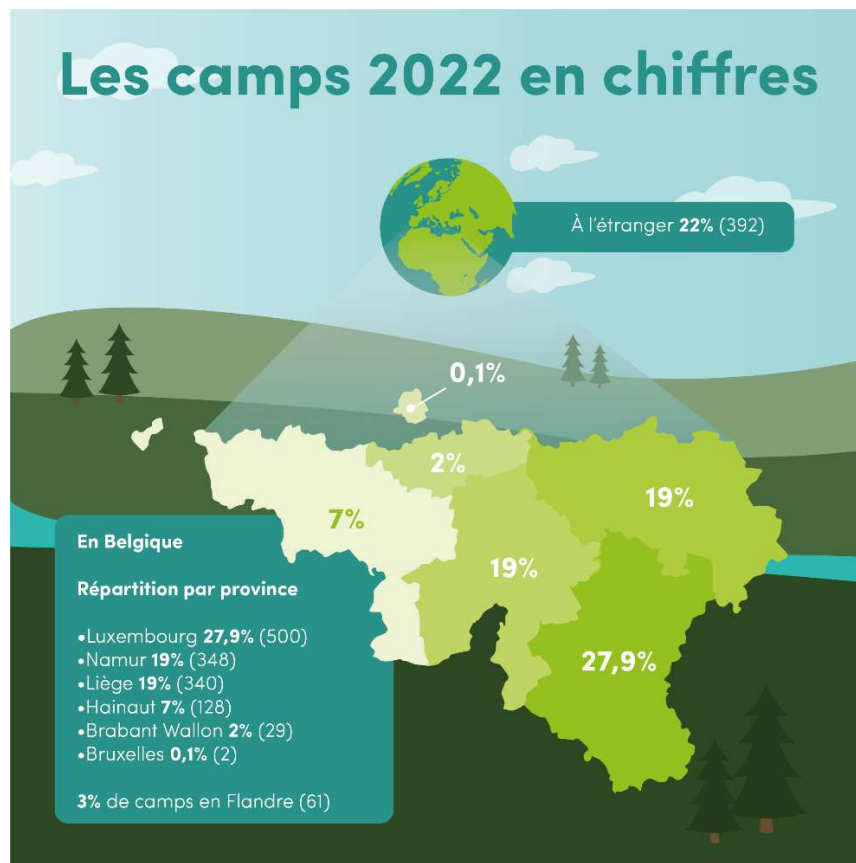 Les camps 2022 en chiffres
À l'étranger 22% (392)
0,1%
2%
19%
7%
19%
27,9%
En Belgique
Répartition par province
•Luxembourg 27,9% (500)
•Namur 19% (348)
•Liège 19% (340)
•Hainaut 7% (128)
•Brabant Wallon 2% (29)
•Bruxelles 0,1% (2)
3% de camps en Flandre (61)